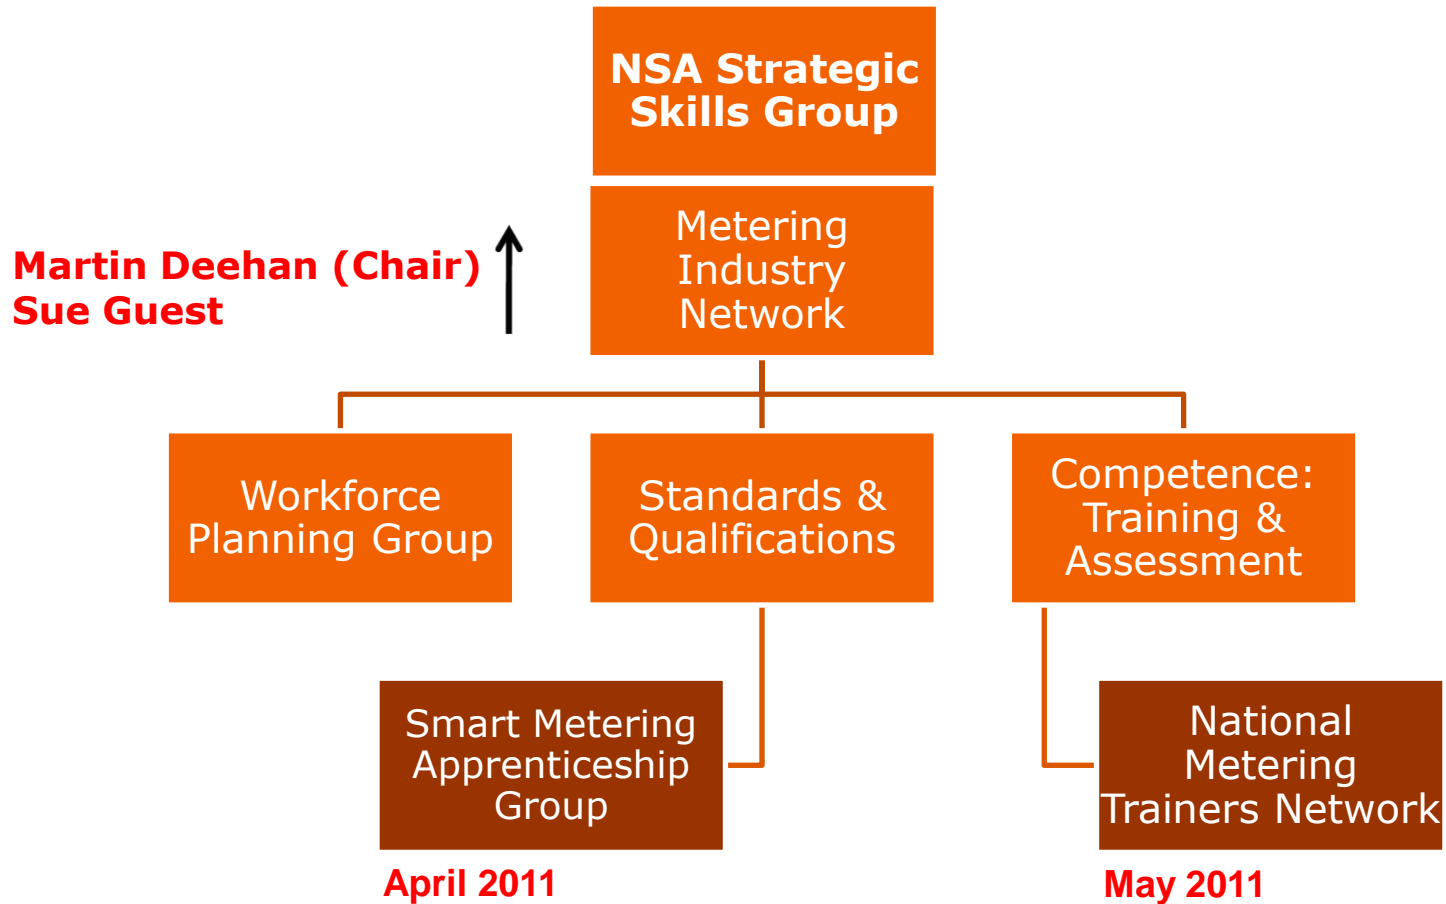 NSA Strategic
Skills Group
Metering
Industry
Network
Martin Deehan (Chair)
Sue Guest
Workforce
Planning Group
Standards &
Qualifications
Competence:
Training &
Assessment
Smart Metering
Apprenticeship
Group
National
Metering
Trainers Network
April 2011
May 2011